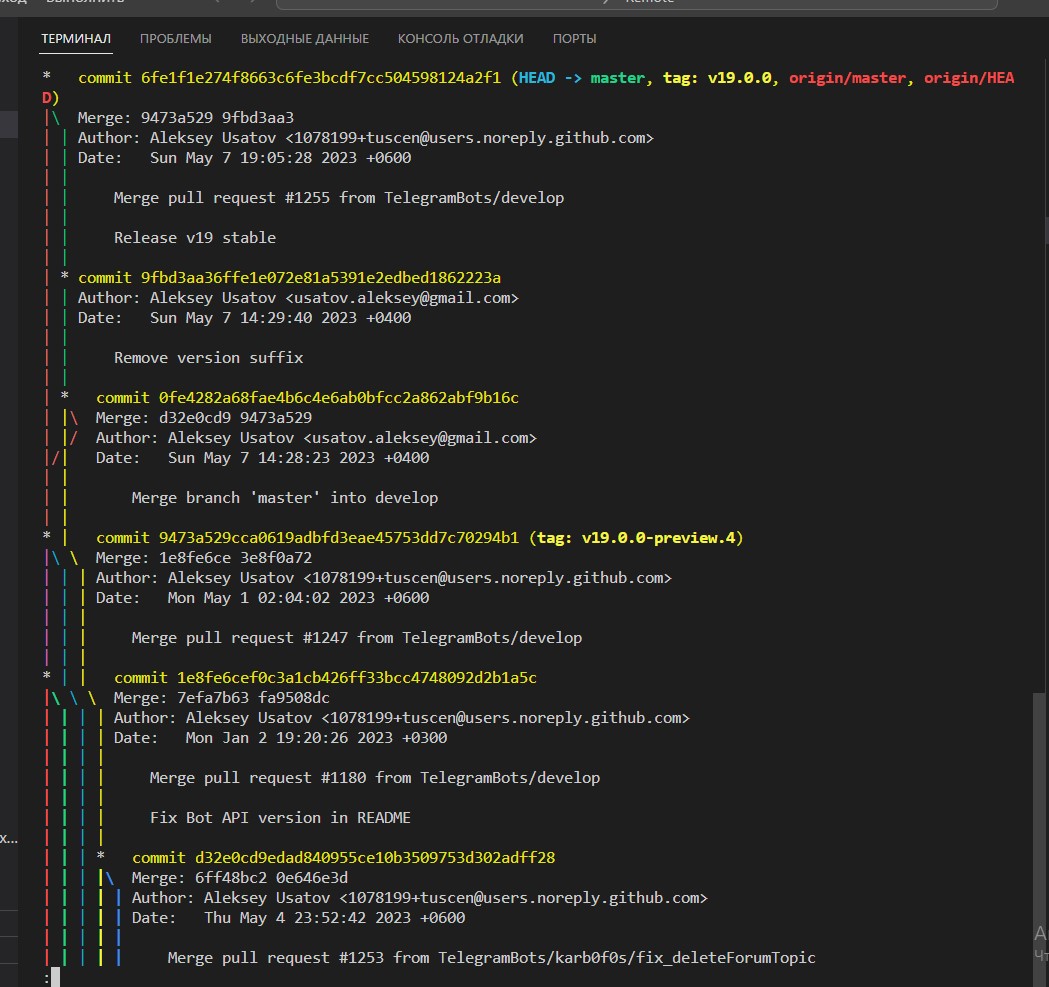 ВЫПОЛНИТЬ
Remote
ТЕРМИНАЛ ПРОБЛЕМЫ ВЫХОДНЫЕ ДАННЫЕ КОНСОЛЬ ОТЛАДКИ ПОРТЫ
* commit 6fe1f1e274f8663c6fe3bcdf7cc504598124a2f1 (HEAD -> master, tag: v19.0.0, origin/master, origin/HEA
D)
|\ Merge: 9473a529 9fbd3aa3
| | Author: Aleksey Usatov <1078199+tuscen@users.noreply.github.com>
| | Date: Sun May 7 19:05:28 2023 +0600
| |
| | Merge pull request #1255 from TelegramBots/develop
| |
| | Release v19 stable
| |
| * commit 9fbd3aa36ffe1e072e81a5391e2edbed1862223a
| | Author: Aleksey Usatov <usatov.aleksey@gmail.com>
| | Date: Sun May 7 14:29:40 2023 +0400
| |
| | Remove version suffix
| |
| * commit 0fe4282a68fae4b6c4e6ab0bfcc2a862abf9b16c
| |\ Merge: d32e0cd9 9473a529
| |/ Author: Aleksey Usatov <usatov.aleksey@gmail.com>
|/| Date: Sun May 7 14:28:23 2023 +0400
| |
| | Merge branch 'master' into develop
| |
* | commit 9473a529cca0619adbfd3eae45753dd7c70294b1 (tag: v19.0.0-preview.4)
|\ \ Merge: 1e8fe6ce 3e8f0a72
| | | Author: Aleksey Usatov <1078199+tuscen@users.noreply.github.com>
| | | Date: Mon May 1 02:04:02 2023 +0600
| | |
| | | Merge pull request #1247 from TelegramBots/develop
| | |
* | | commit 1e8fe6cef0c3a1cb426ff33bcc4748092d2b1a5c
|\ \ \ Merge: 7efa7b63 fa9508dc
| | | | Author: Aleksey Usatov <1078199+tuscen@users.noreply.github.com>
| | | | Date: Mon Jan 2 19:20:26 2023 +0300
| | | |
| | | | Merge pull request #1180 from TelegramBots/develop
| | | |
| | | | Fix Bot API version in README
| | | |
| | | * commit d32e0cd9edad840955ce10b3509753d302adff28
| | | |\ Merge: 6ff48bc2 0e646e3d
| | | | | Author: Aleksey Usatov <1078199+tuscen@users.noreply.github.com>
| | | | | Date: Thu May 4 23:52:42 2023 +0600
| | | | |
| | | | | Merge pull request #1253 from TelegramBots/karb0f0s/fix_deleteForumTopic
: